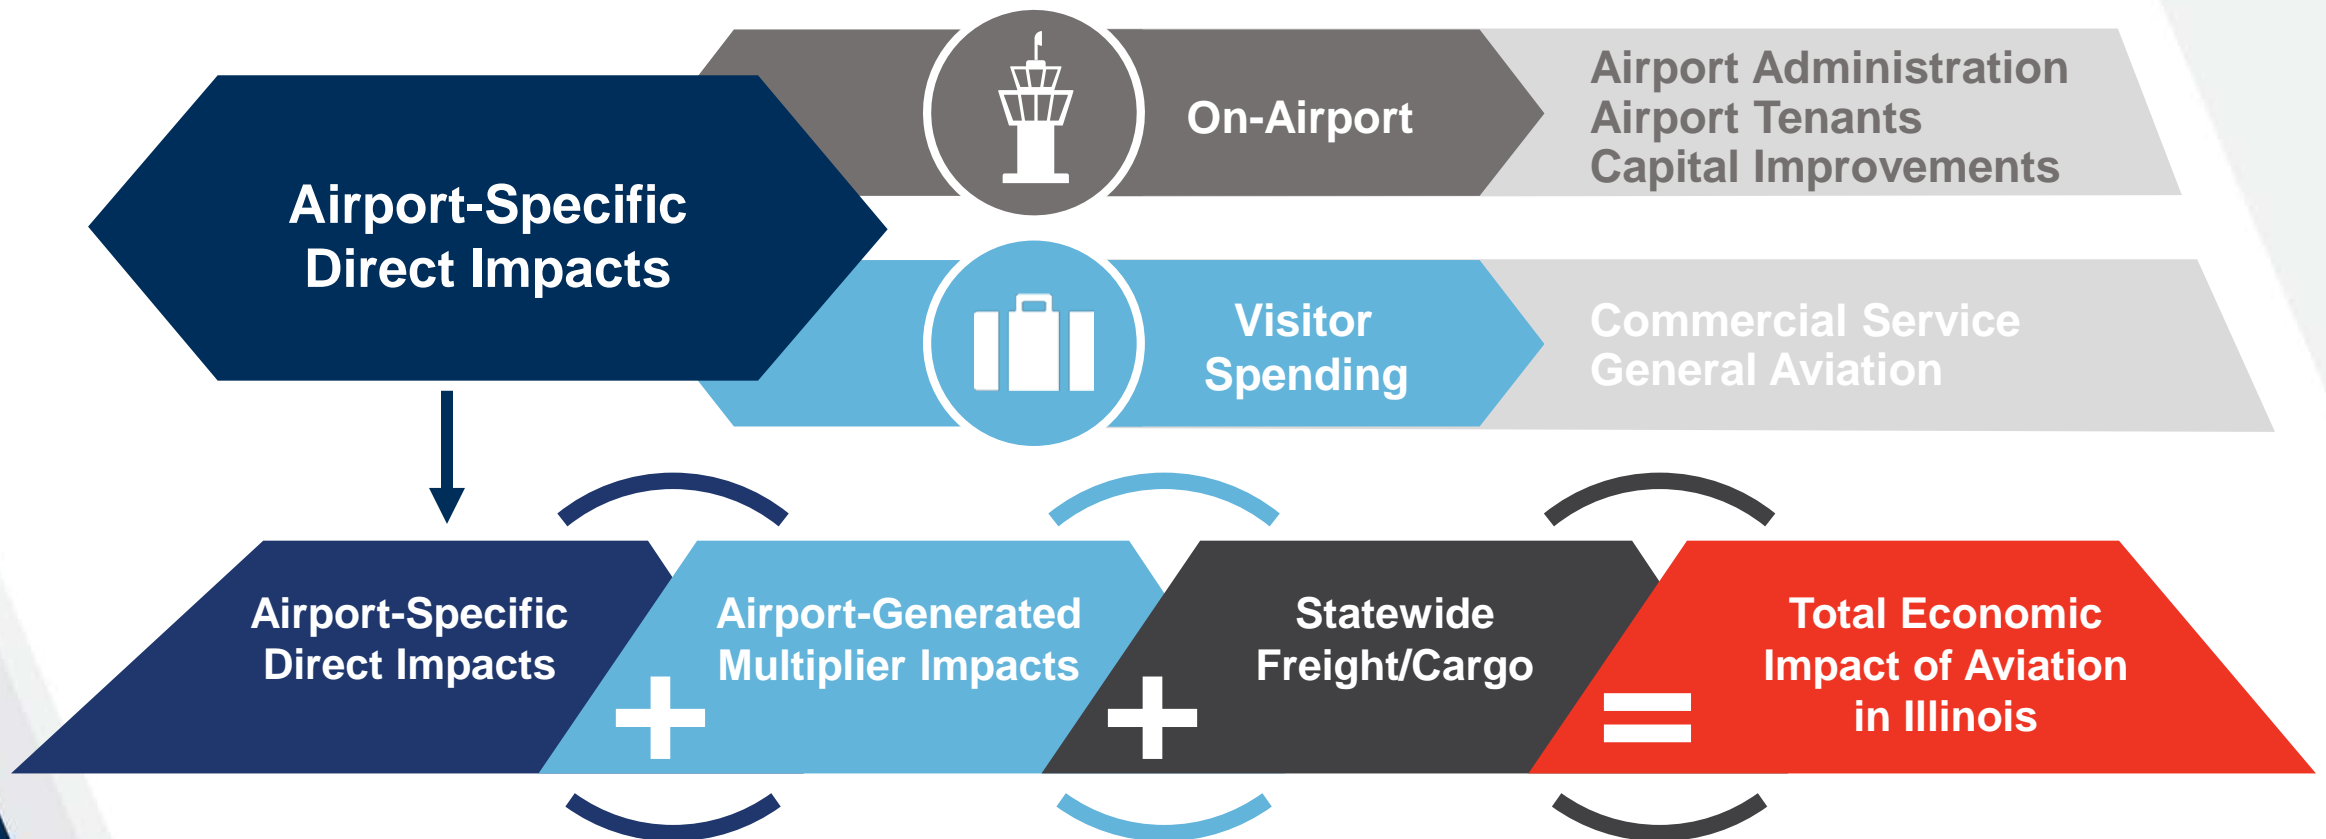 Airport-Specific
Direct Impacts
On-Airport
Airport Administration
Airport Tenants
Capital Improvements
Visitor
Spending
Commercial Service
General Aviation
Airport-Specific
Direct Impacts
+
Airport-Generated
Multiplier Impacts
+
Statewide
Freight/Cargo
=
Total Economic
Impact of Aviation
in Illinois